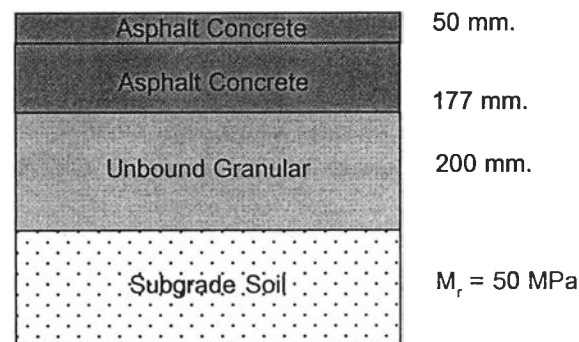 Asphalt Concrete 50 mm.
Asphalt Concrete
177 mm.
Unbound Granular 200 mm.
Subgrade Soil Mr = 50 MPa